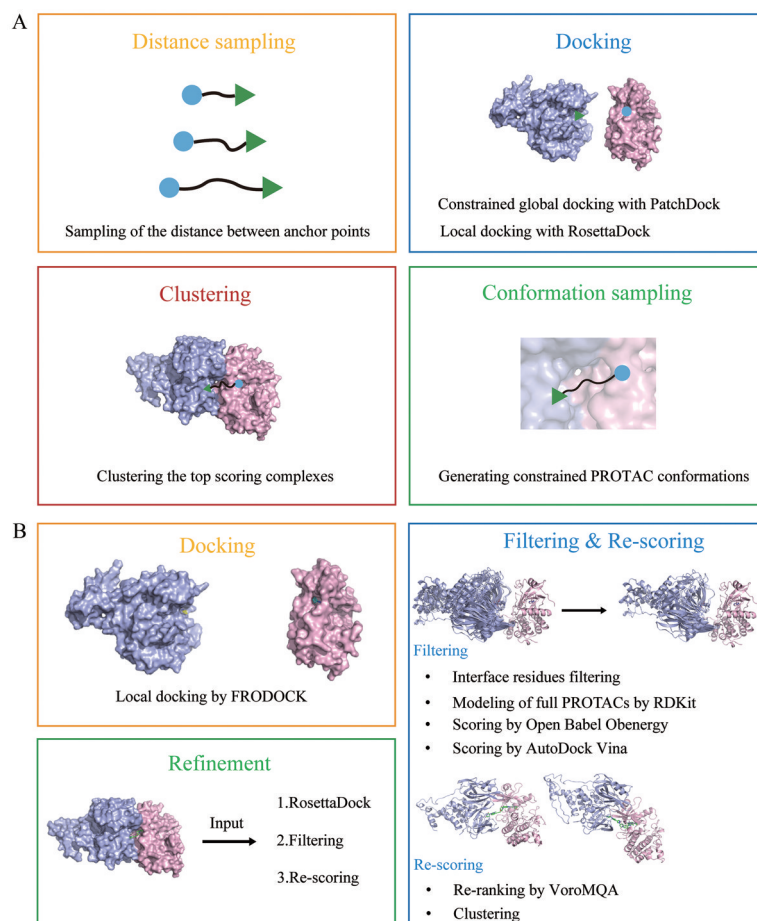 A
Distance sampling
Sampling of the distance between anchor points
Docking
Constrained global docking with PatchDock
Local docking with RosettaDock
Clustering
Clustering the top scoring complexes
Conformation sampling
Generating constrained PROTAC conformations
B
Docking
Local docking by FRODOCK
Filtering & Re-scoring
Filtering
• Interface residues filtering
• Modeling of full PROTACs by RDKit
• Scoring by Open Babel Obenergy
• Scoring by AutoDock Vina
Re-scoring
• Re-ranking by VoroMQA
• Clustering
Refinement
Input
1.RosettaDock
2.Filtering
3.Re-scoring